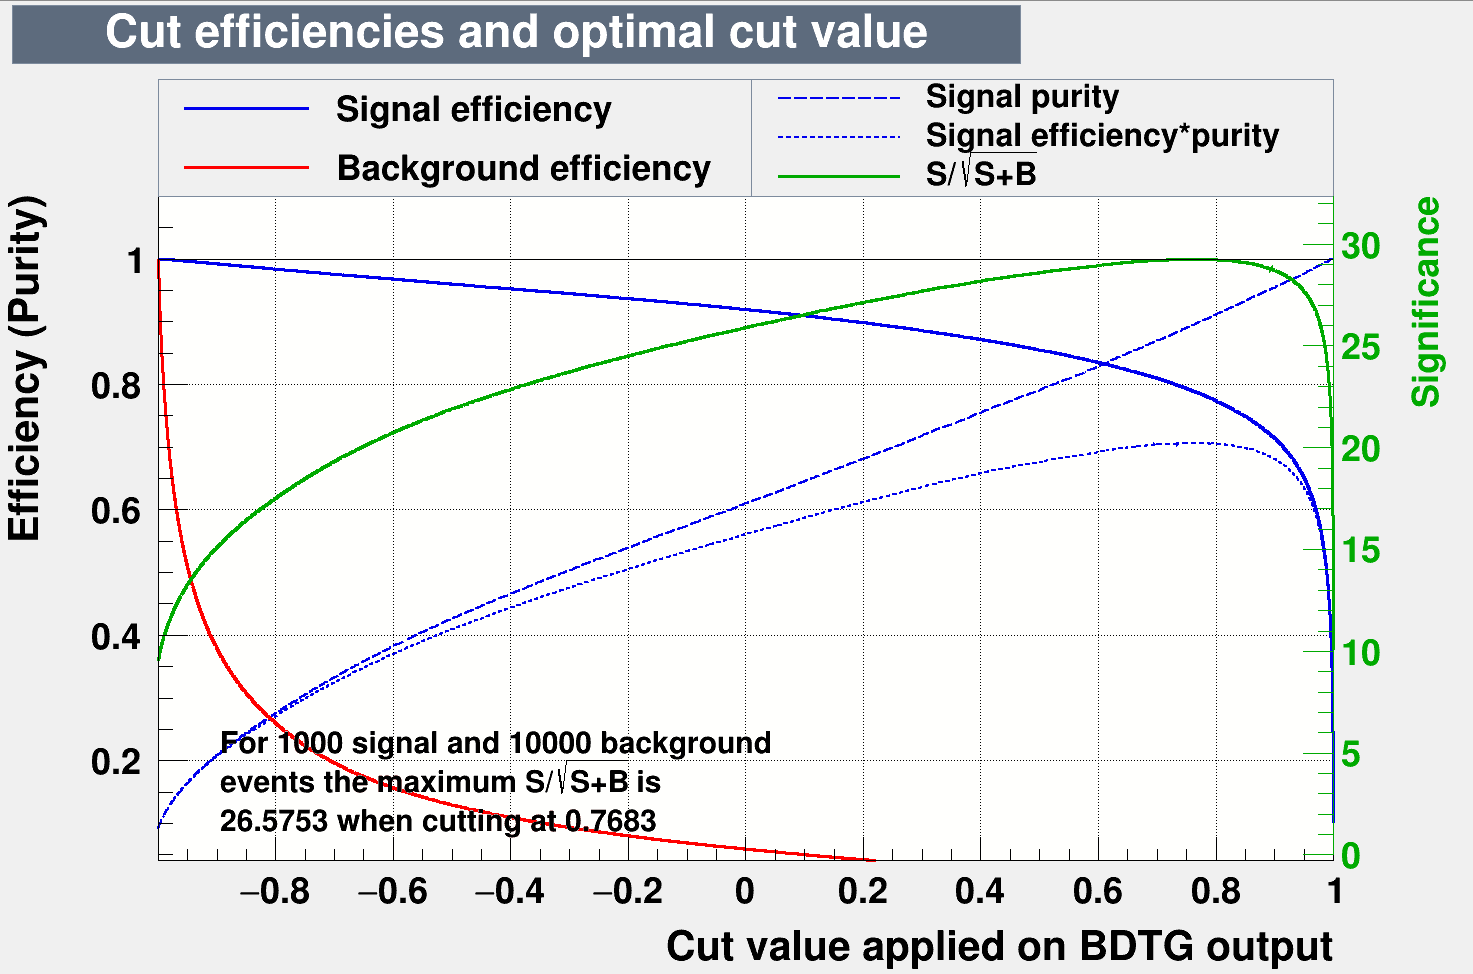 Cut efficiencies and optimal cut value
Signal efficiency
Background efficiency
Signal purity
Signal efficiency*purity
S/√S+B
Efficiency (Purity)
1
0.8
0.6
0.4
0.2
30
25
20
15
10
5
0
Significance
For 1000 signal and 10000 background
events the maximum S/√S+B is
26.5753 when cutting at 0.7683
−0.8 −0.6 −0.4 −0.2 0 0.2 0.4 0.6 0.8 1
Cut value applied on BDTG output